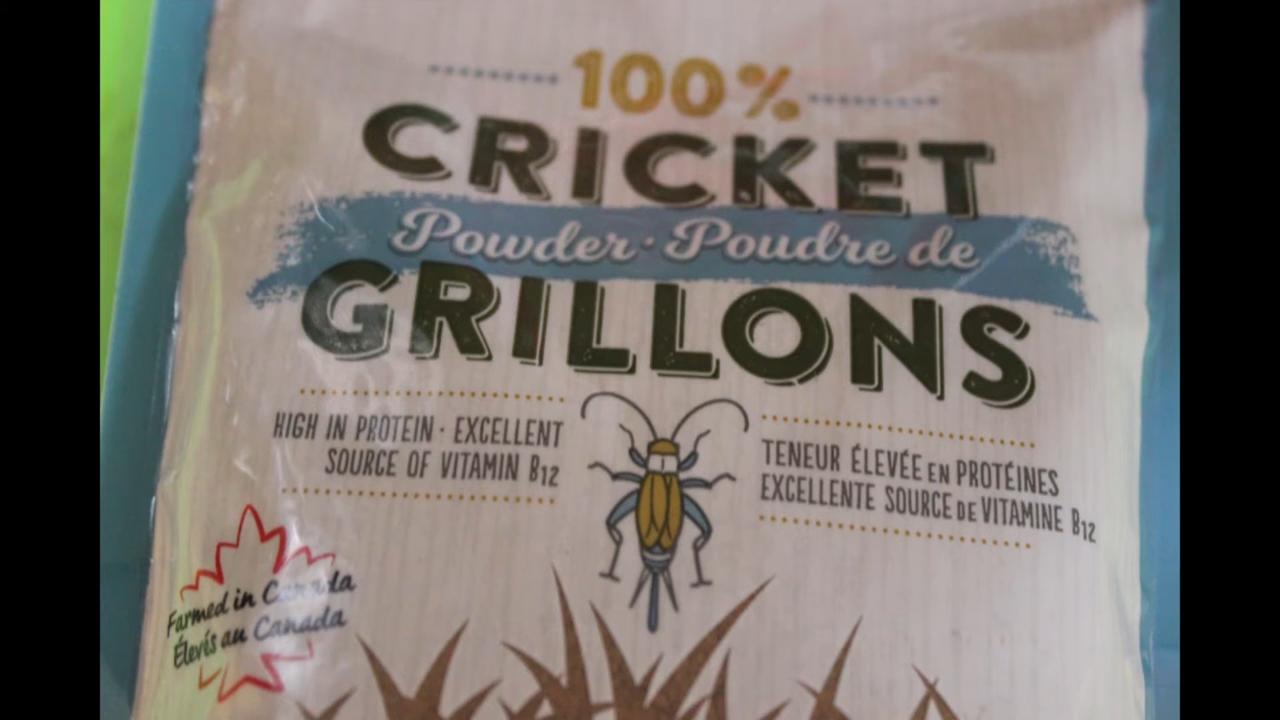 100%
CRICKET
Powder · Poudre de
GRILLONS
HIGH IN PROTEIN · EXCELLENT
SOURCE OF VITAMIN B12
TENEUR ÉLEVÉE EN PROTÉINES
EXCELLENTE SOURCE DE VITAMINE B12
Farmed in Canada
Élevés au Canada